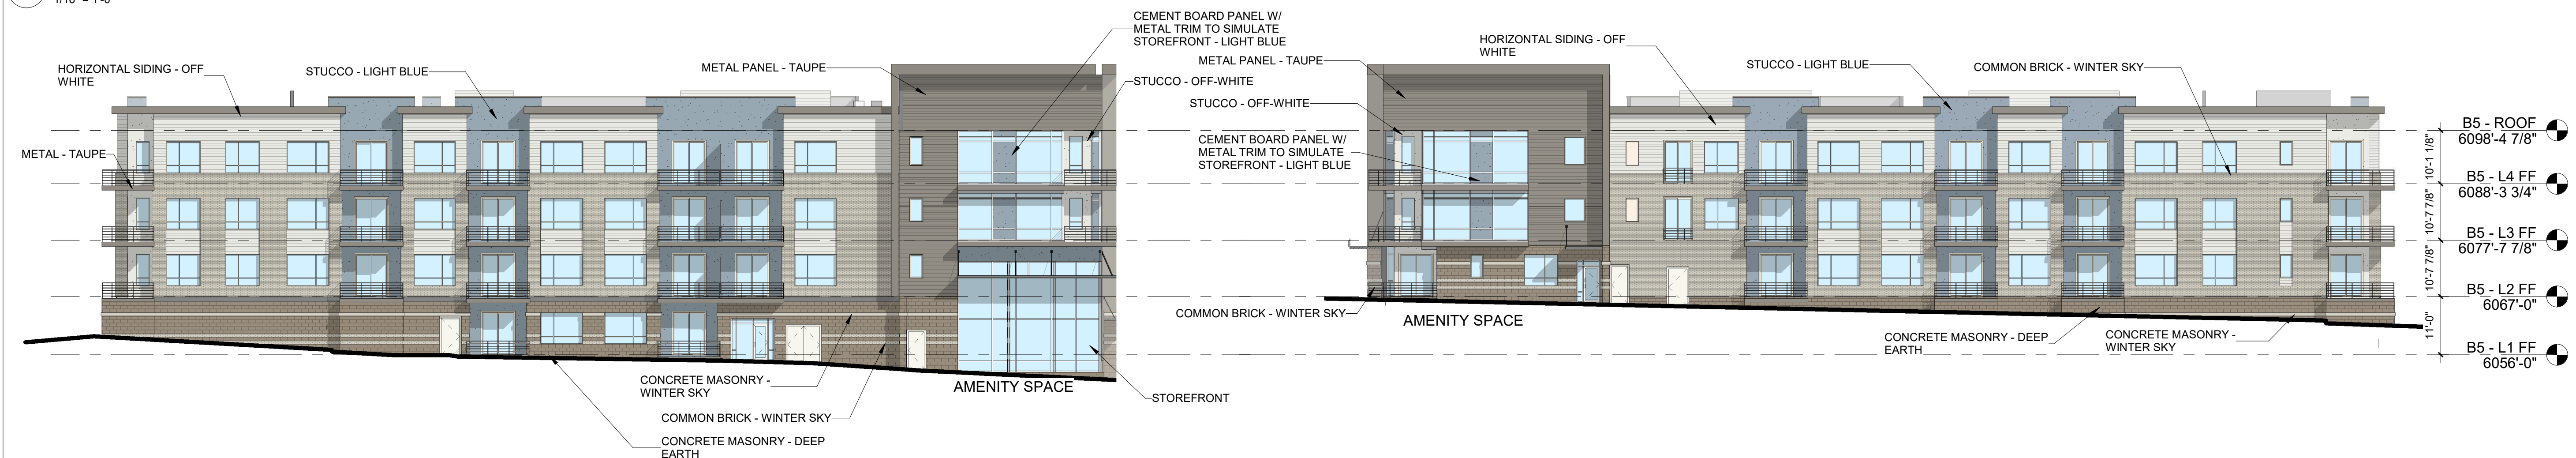 1/16" = 1'-0"
HORIZONTAL SIDING - OFF
WHITE
STUCCO - LIGHT BLUE
METAL PANEL - TAUPE
CEMENT BOARD PANEL W/
METAL TRIM TO SIMULATE
STOREFRONT - LIGHT BLUE
STUCCO - OFF-WHITE
METAL - TAUPE
CONCRETE MASONRY -
WINTER SKY
COMMON BRICK - WINTER SKY
CONCRETE MASONRY - DEEP
EARTH
AMENITY SPACE
STOREFRONT
HORIZONTAL SIDING - OFF
WHITE
METAL PANEL - TAUPE
STUCCO - OFF-WHITE
CEMENT BOARD PANEL W/
METAL TRIM TO SIMULATE
STOREFRONT - LIGHT BLUE
STUCCO - LIGHT BLUE
COMMON BRICK - WINTER SKY
COMMON BRICK - WINTER SKY
AMENITY SPACE
CONCRETE MASONRY - DEEP
EARTH
CONCRETE MASONRY -
WINTER SKY
B5 - ROOF
6098'-4 7/8"
10'-1 1/8"
B5 - L4 FF
6088'-3 3/4"
10'-7 7/8"
B5 - L3 FF
6077'-7 7/8"
10'-7 7/8"
B5 - L2 FF
6067'-0"
11'-0"
B5 - L1 FF
6056'-0"